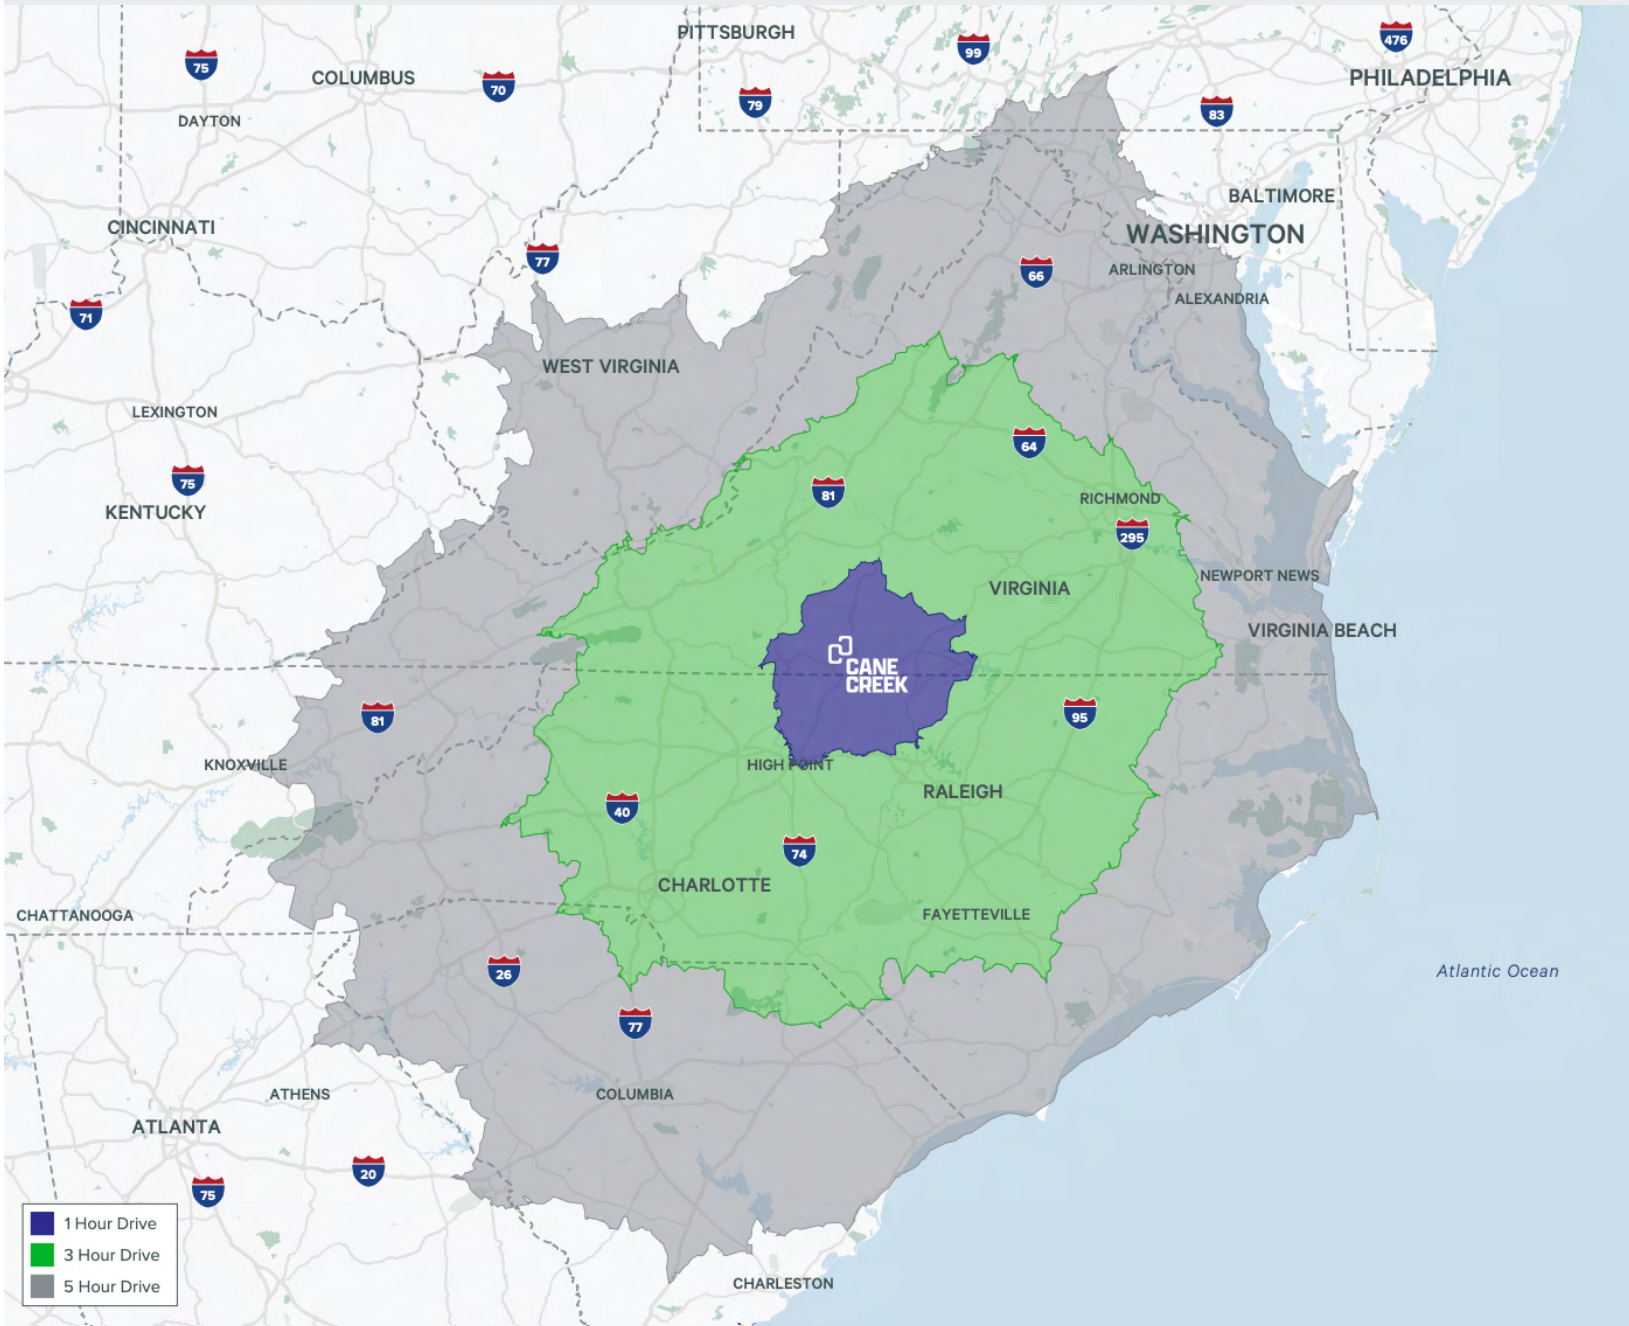 PITTSBURGH
99
476
75
COLUMBUS
70
79
83
PHILADELPHIA
DAYTON
BALTIMORE
CINCINNATI
WASHINGTON
77
66
ARLINGTON
ALEXANDRIA
71
WEST VIRGINIA
LEXINGTON
64
75
81
RICHMOND
KENTUCKY
295
NEWPORT NEWS
VIRGINIA
VIRGINIA BEACH
CANE
CREEK
81
95
KNOXVILLE
HIGH POINT
RALEIGH
40
74
CHARLOTTE
CHATTANOOGA
FAYETTEVILLE
26
Atlantic Ocean
77
ATHENS
COLUMBIA
ATLANTA
20
75
1 Hour Drive
3 Hour Drive
5 Hour Drive
CHARLESTON